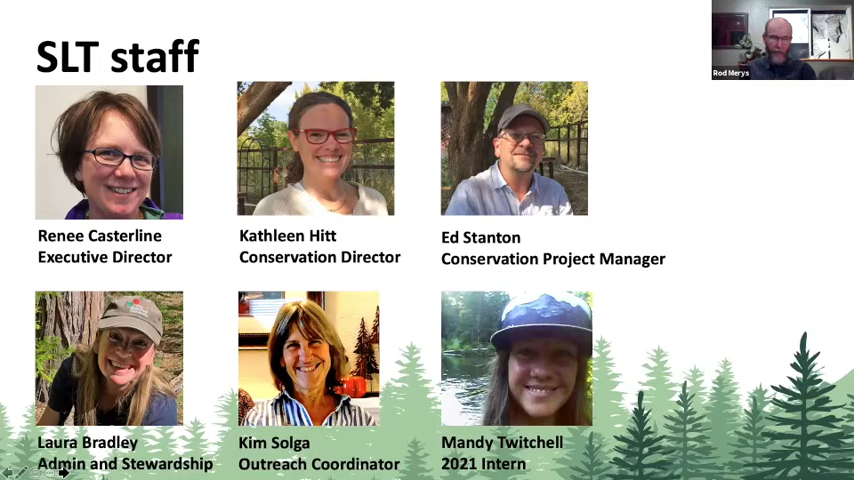 SLT staff
Rod Merys
Renee Casterline
Executive Director
Kathleen Hitt
Conservation Director
Ed Stanton
Conservation Project Manager
Laura Bradley
Admin and Stewardship
Kim Solga
Outreach Coordinator
Mandy Twitchell
2021 Intern